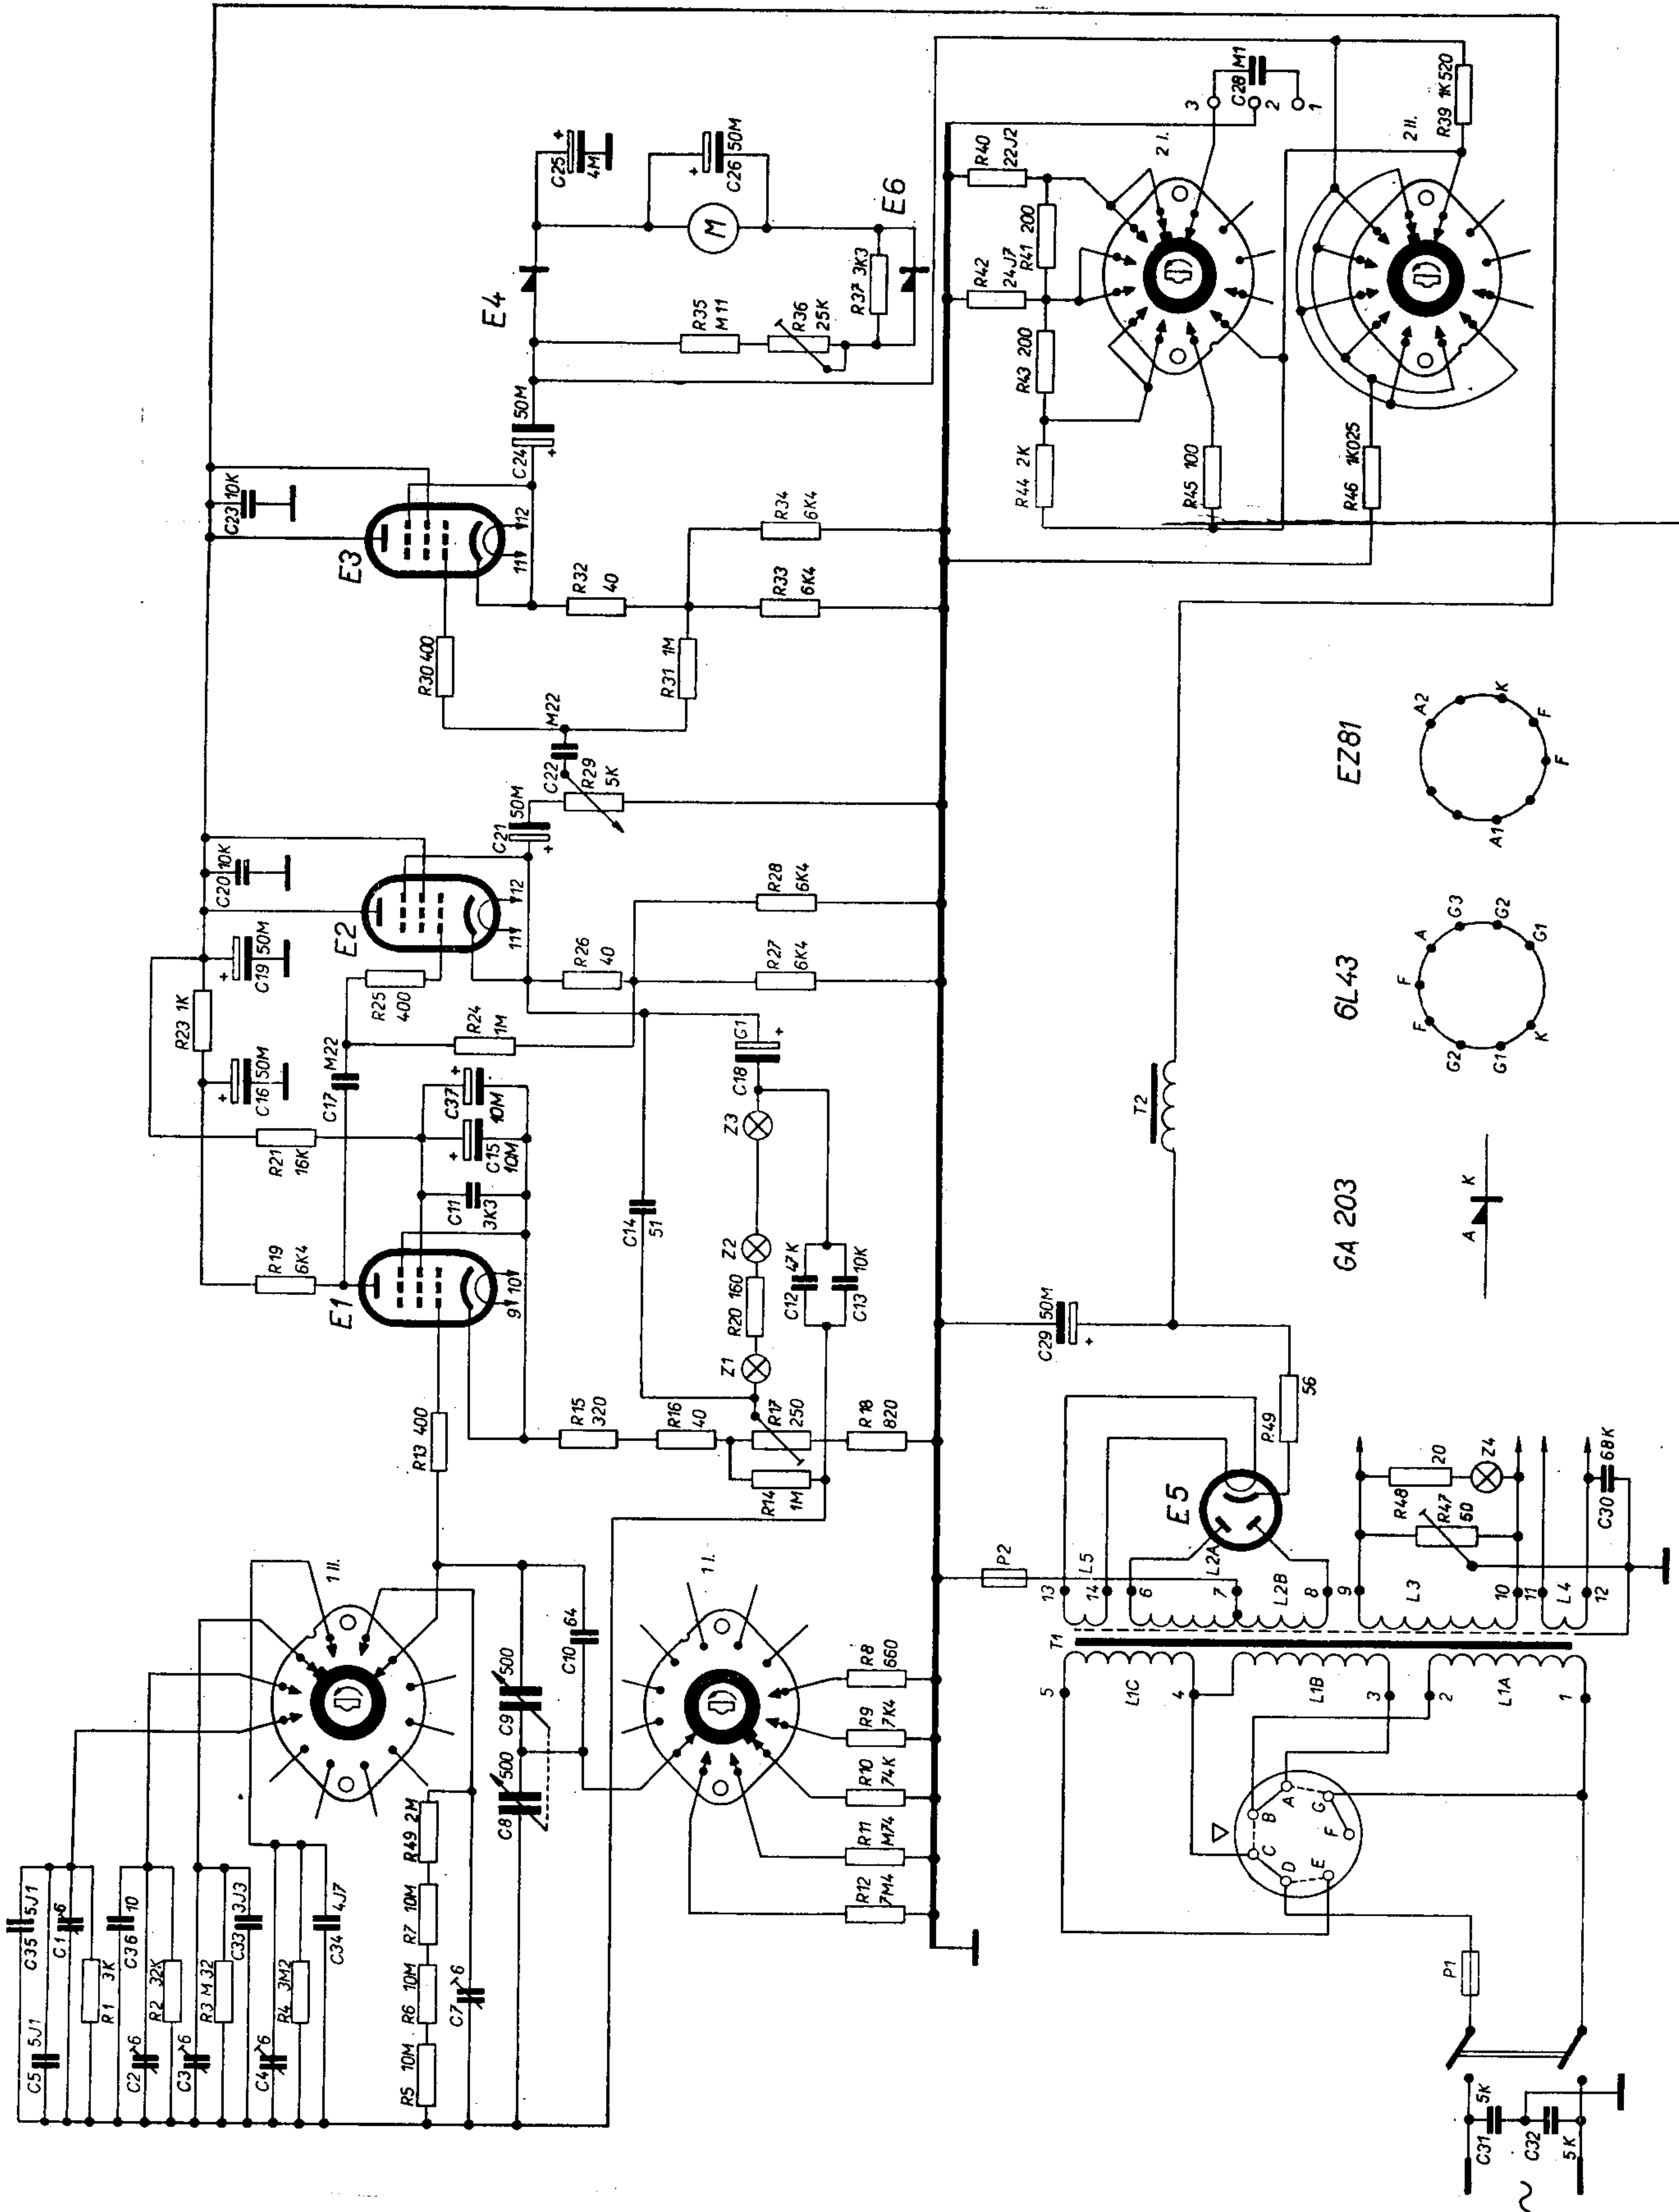 C35 5J1
C5 5J1
C1 6
R1 3K
C36 10
C2 6
R2 32K
C3 6
R3 M32
C33 3J3
C4 6
R4 3M2
C34 4J7
R5 10M
R6 10M
R7 10M
R49 2M
C7 6
1 II.
C8 500
C9 500
C10 64
1 I.
R12 7M4
R11 M74
R10 74K
R9 7K4
R8 660
R13 400
E1
9 10
R19 6K4
R21 16K
C11 3K3
C15 10M
C37 10M
R23 1K
C16 50M
C19 50M
C17 M22
R15 320
R16 40
R14 1M
R17 250
R18 820
Z1
R20 160
Z2
Z3
C12 47K
C13 10K
C14 51
C18 G1
R24 1M
R25 400
E2
11 12
C20 10K
R26 40
R27 6K4
R28 6K4
C21 50M
R29 5K
C22 M22
R30 400
R31 1M
E3
11 12
C23 10K
R32 40
R33 6K4
R34 6K4
C24 50M
E4
R35 M11
R36 25K
R37 3K3
E6
M
C25 4M
C26 50M
R40 22J2
R41 200
R42 24J7
R43 200
R44 2K
R45 100
R46 1K025
2 I.
3
C28 M1
2
1
2 II.
R39 1K520
C31 5K
C32 5K
~
P1
A
B
C
D
E
F
G
T1
5
L1C
4
L1B
3
2
L1A
1
13
L5
14
6
L2A
7
L2B
8
9
L3
10
11
L4
12
P2
E5
R49 56
C29 50M
T2
R48 20
Z4
R47 50
C30 68K
GA 203
A K
6L43
F
F
A
G3
G2
G1
K
G1
G2
EZ81
A2
K
F
F
A1